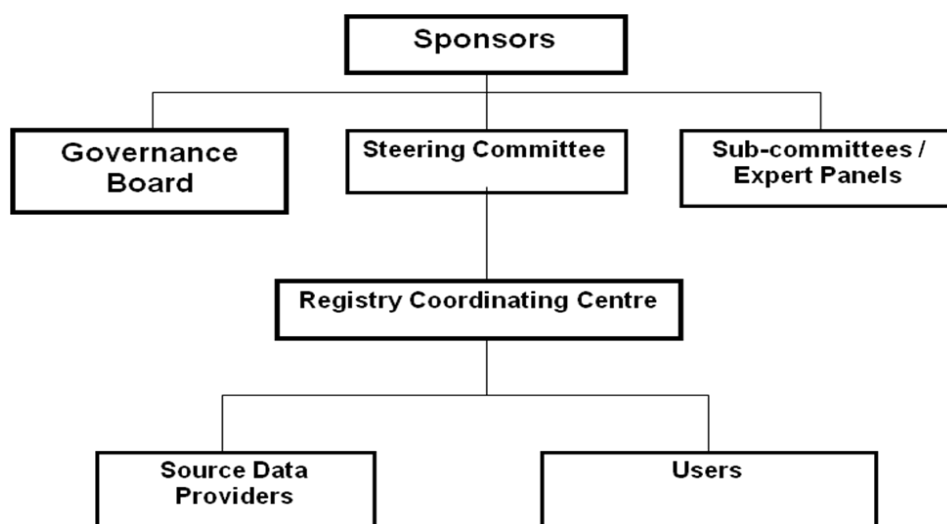 Sponsors
Governance
Board
Steering Committee
Sub-committees /
Expert Panels
Registry Coordinating Centre
Source Data
Providers
Users